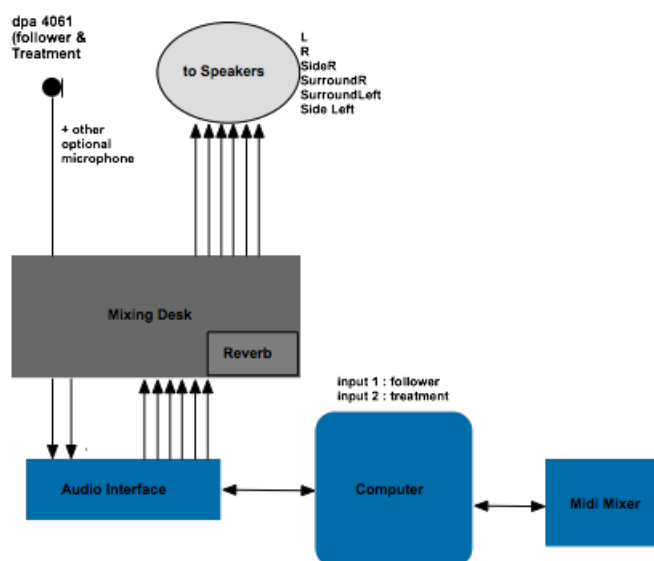 dpa 4061
(follower &
Treatment
to Speakers
L
R
SideR
SurroundR
SurroundLeft
Side Left
+ other
optional
microphone
Mixing Desk
Reverb
input 1 : follower
input 2 : treatment
Audio Interface
Computer
Midi Mixer